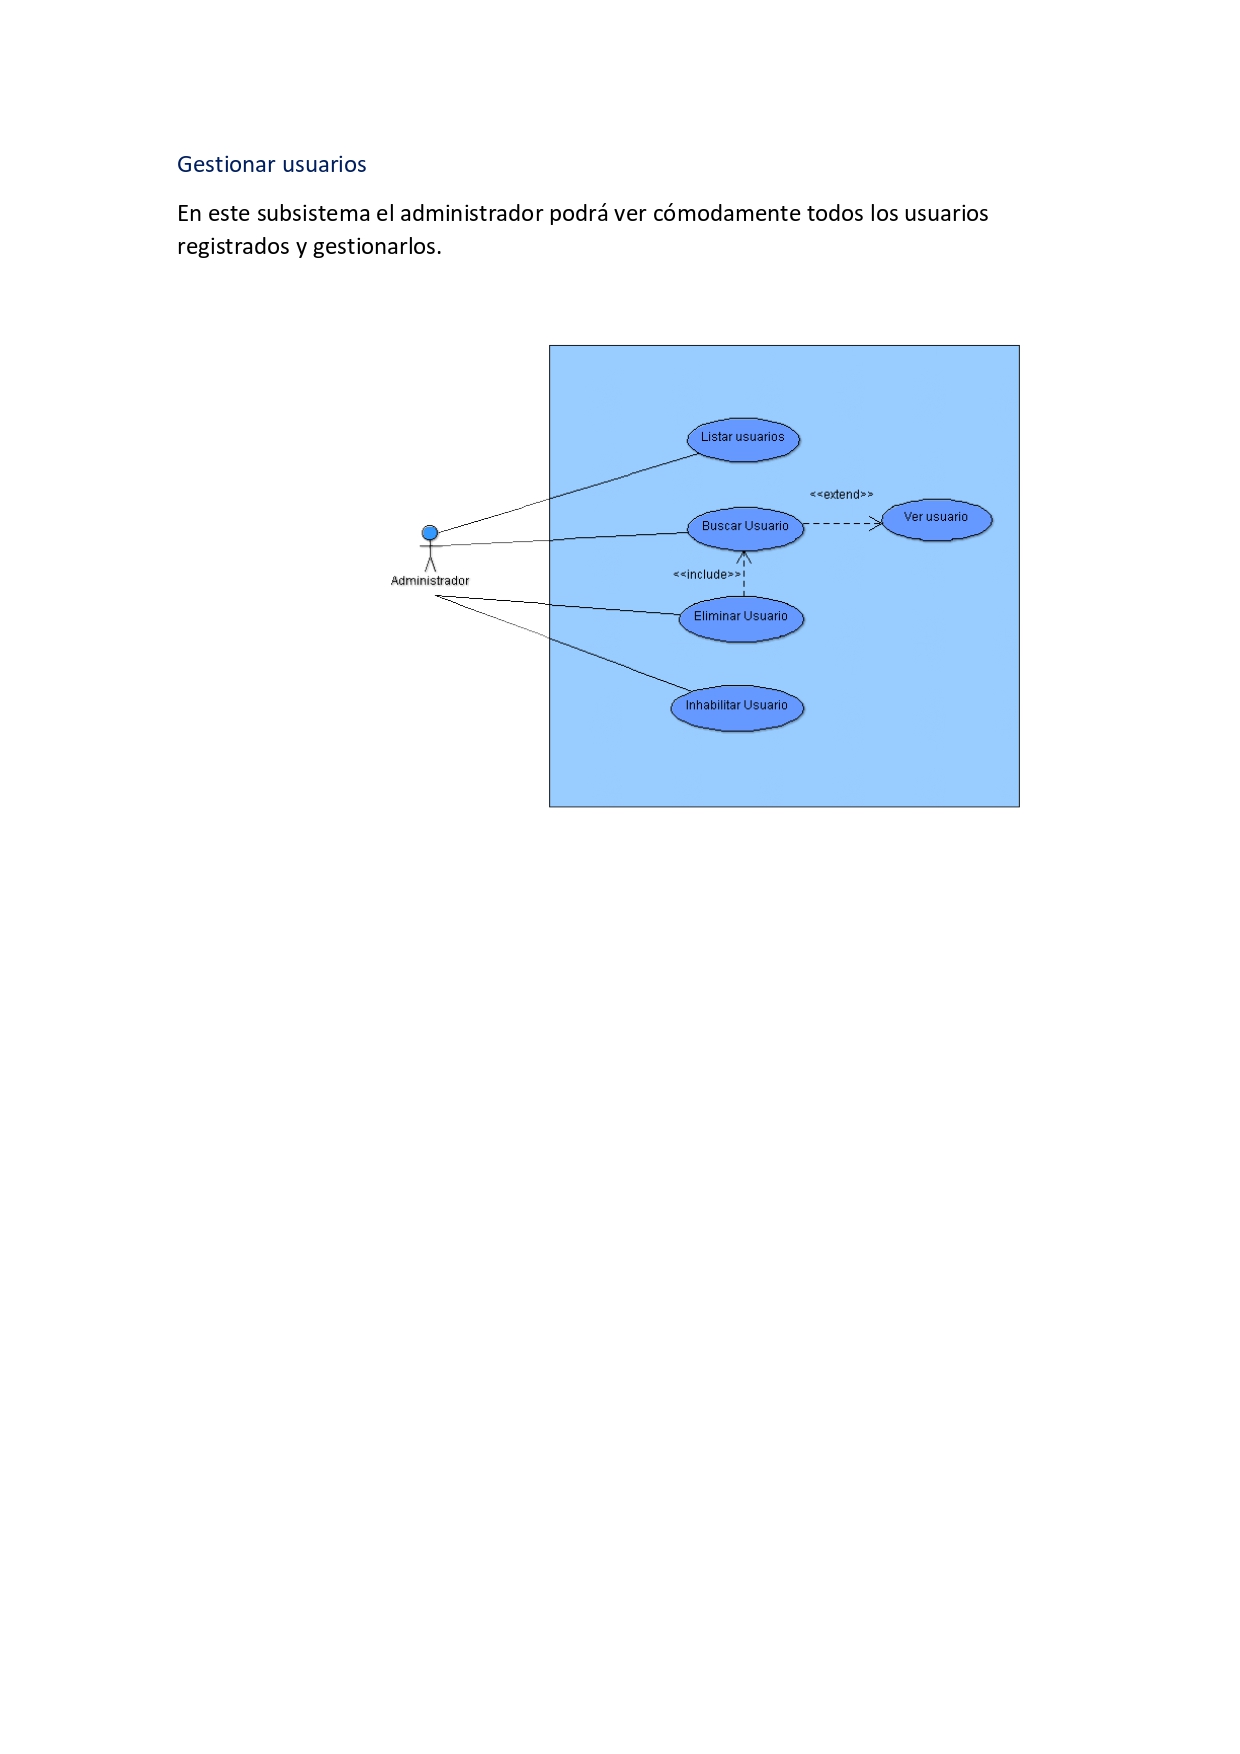 Gestionar usuarios
En este subsistema el administrador podrá ver cómodamente todos los usuarios
registrados y gestionarlos.
Listar usuarios
<<extend>>
Ver usuario
Buscar Usuario
Administrador
<<include>>
Eliminar Usuario
Inhabilitar Usuario